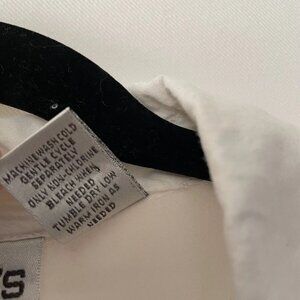 MACHINE WASH COLD
GENTLE CYCLE
SEPARATELY
ONLY NON-CHLORINE
BLEACH WHEN
NEEDED
TUMBLE DRY LOW
WARM IRON AS
NEEDED
'S